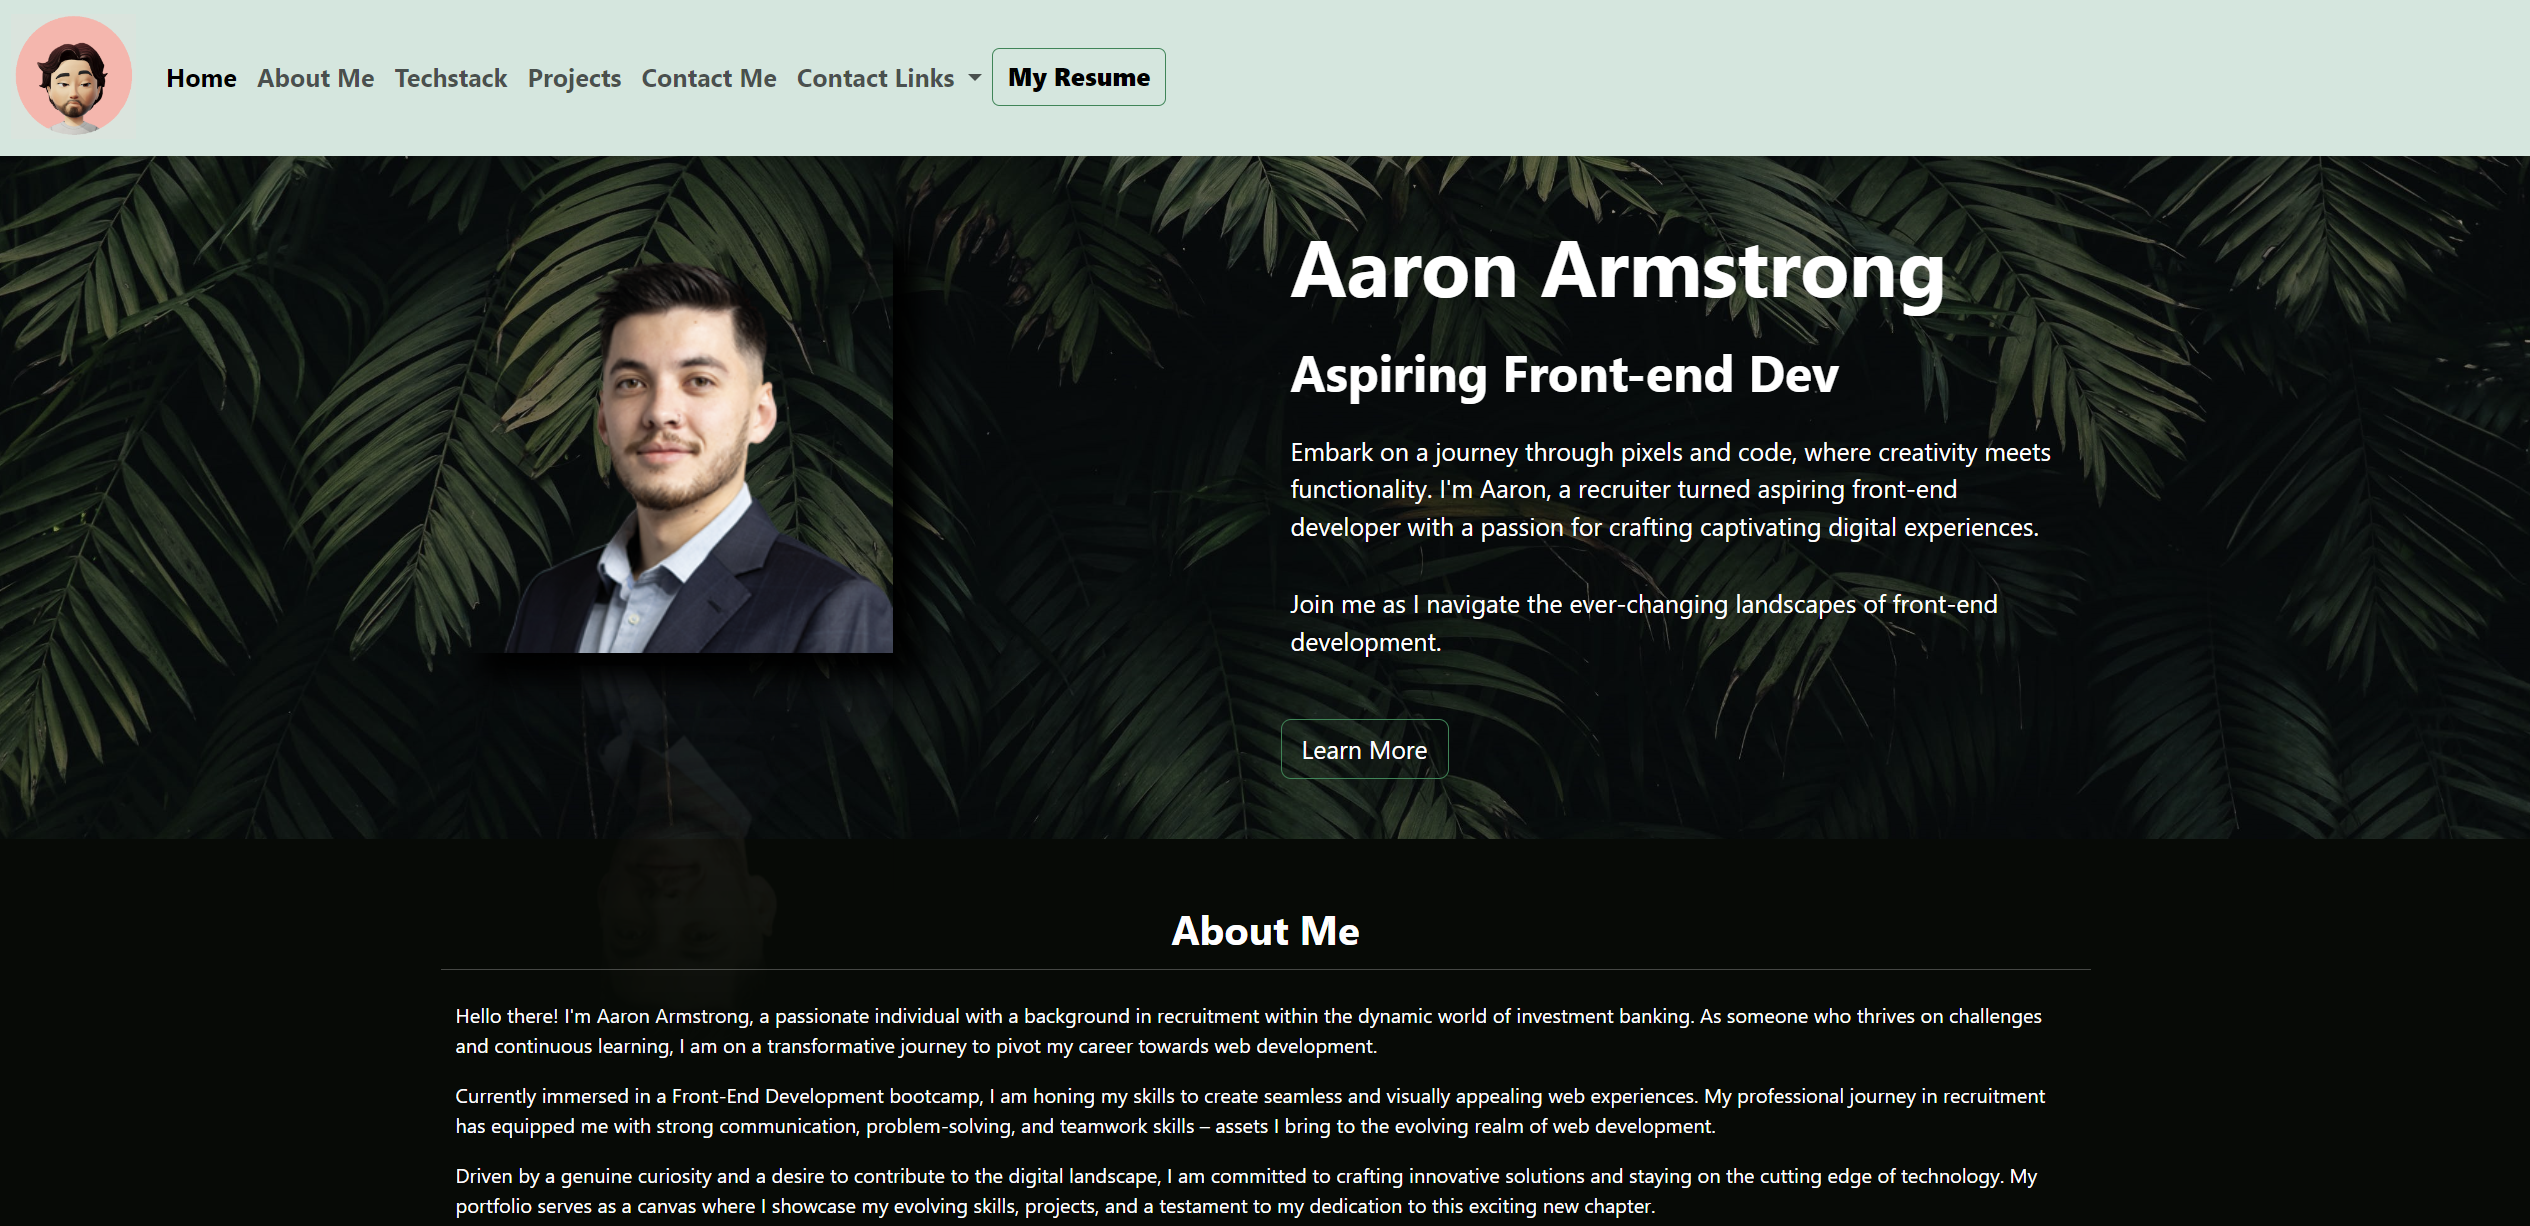 Home About Me Techstack Projects Contact Me Contact Links My Resume
Aaron Armstrong
Aspiring Front-end Dev
Embark on a journey through pixels and code, where creativity meets
functionality. I'm Aaron, a recruiter turned aspiring front-end
developer with a passion for crafting captivating digital experiences.
Join me as I navigate the ever-changing landscapes of front-end
development.
Learn More
About Me
Hello there! I'm Aaron Armstrong, a passionate individual with a background in recruitment within the dynamic world of investment banking. As someone who thrives on challenges
and continuous learning, I am on a transformative journey to pivot my career towards web development.
Currently immersed in a Front-End Development bootcamp, I am honing my skills to create seamless and visually appealing web experiences. My professional journey in recruitment
has equipped me with strong communication, problem-solving, and teamwork skills – assets I bring to the evolving realm of web development.
Driven by a genuine curiosity and a desire to contribute to the digital landscape, I am committed to crafting innovative solutions and staying on the cutting edge of technology. My
portfolio serves as a canvas where I showcase my evolving skills, projects, and a testament to my dedication to this exciting new chapter.